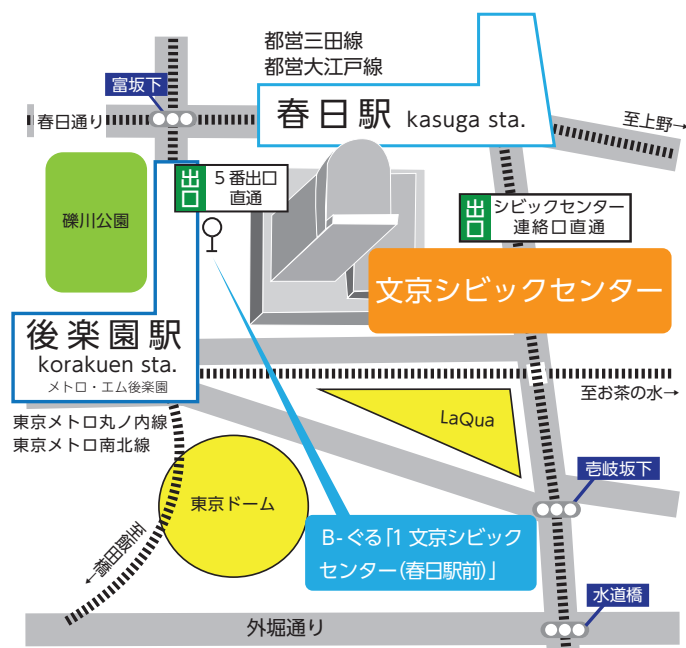 都営三田線
都営大江戸線
富坂下
春日駅 kasuga sta.
春日通り
至上野→
出口
5番出口
直通
礫川公園
出口
シビックセンター
連絡口直通
文京シビックセンター
後楽園駅
korakuen sta.
メトロ・エム後楽園
至お茶の水→
東京メトロ丸ノ内線
東京メトロ南北線
LaQua
壱岐坂下
東京ドーム
B-ぐる「1 文京シビック
センター(春日駅前)」
至飯田橋→
水道橋
外堀通り